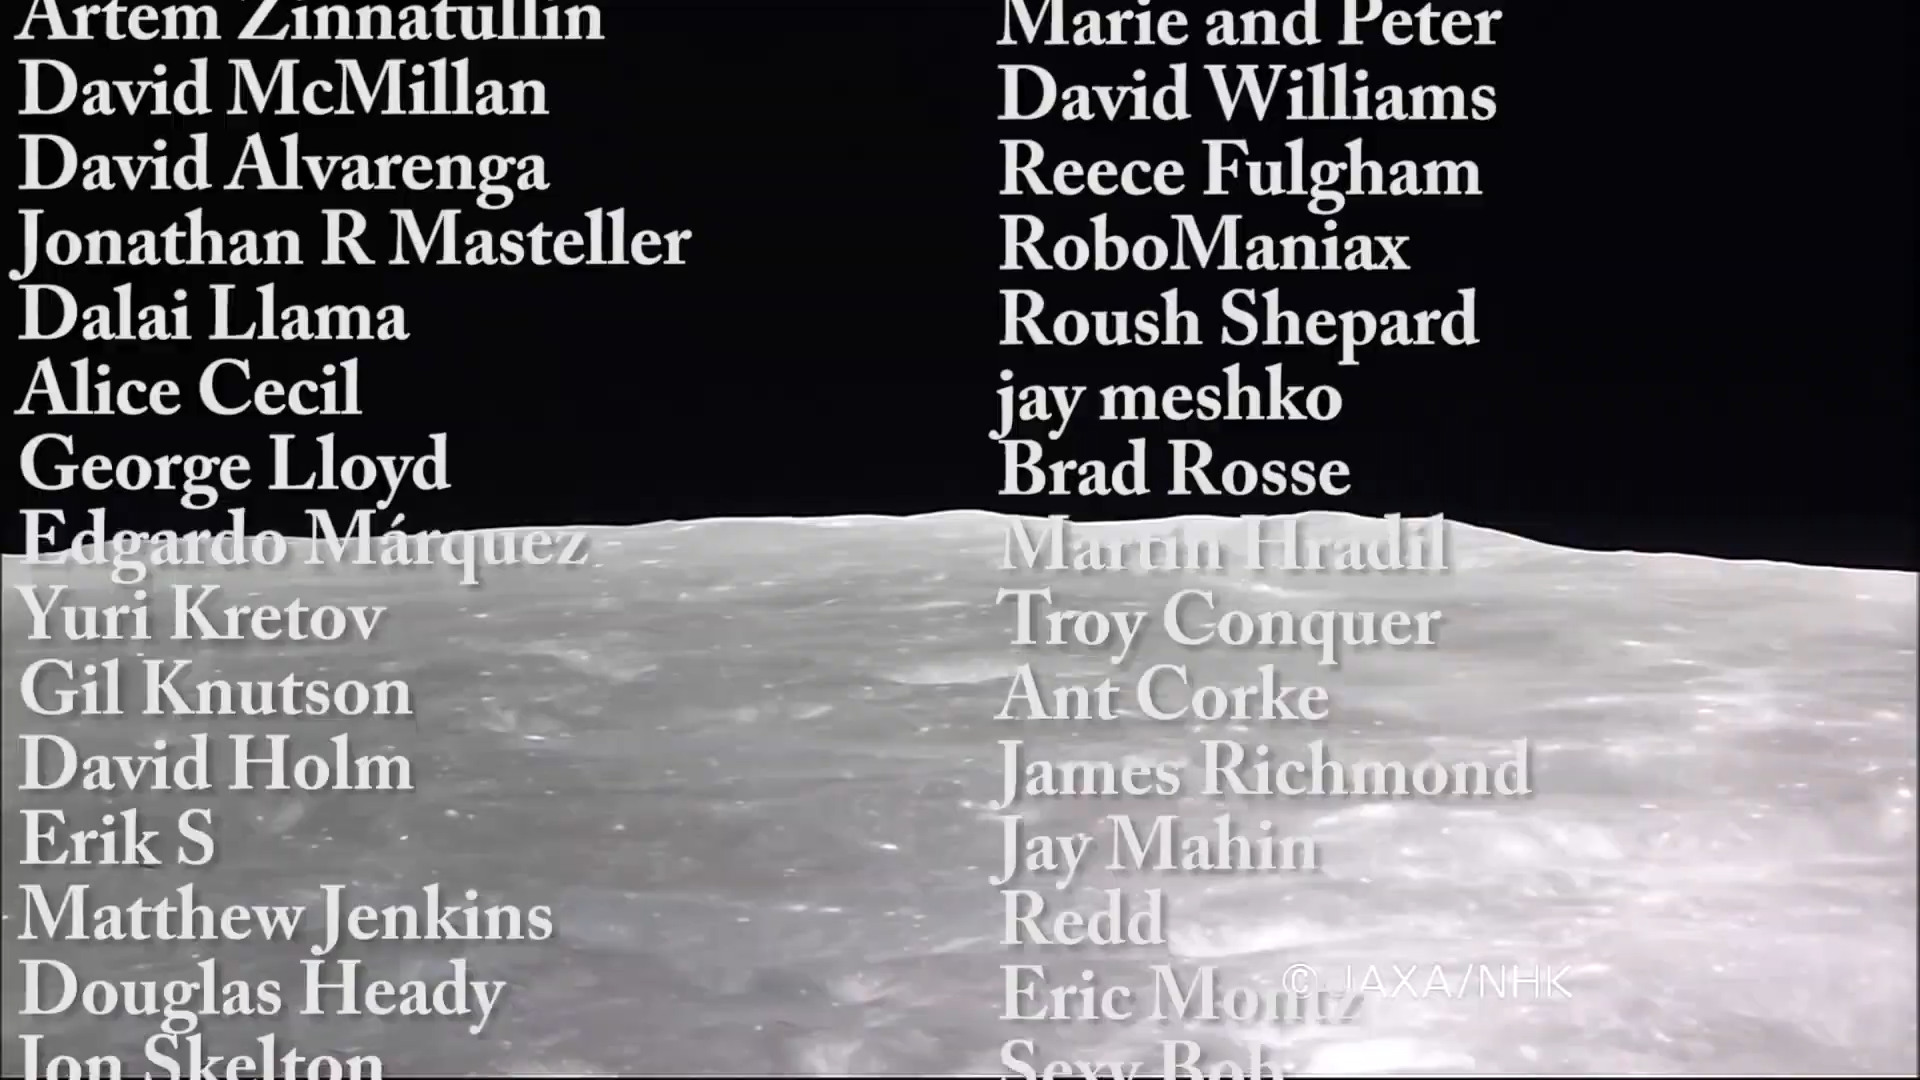 Artem Zinnatullin
David McMillan
David Alvarenga
Jonathan R Masteller
Dalai Llama
Alice Cecil
George Lloyd
Edgardo Márquez
Yuri Kretov
Gil Knutson
David Holm
Erik S
Matthew Jenkins
Douglas Heady
Jon Skelton
Marie and Peter
David Williams
Reece Fulgham
RoboManiax
Roush Shepard
jay meshko
Brad Rosse
Martin Hradil
Troy Conquer
Ant Corke
James Richmond
Jay Mahin
Redd
Eric Montz
Sexy Bob
© JAXA/NHK